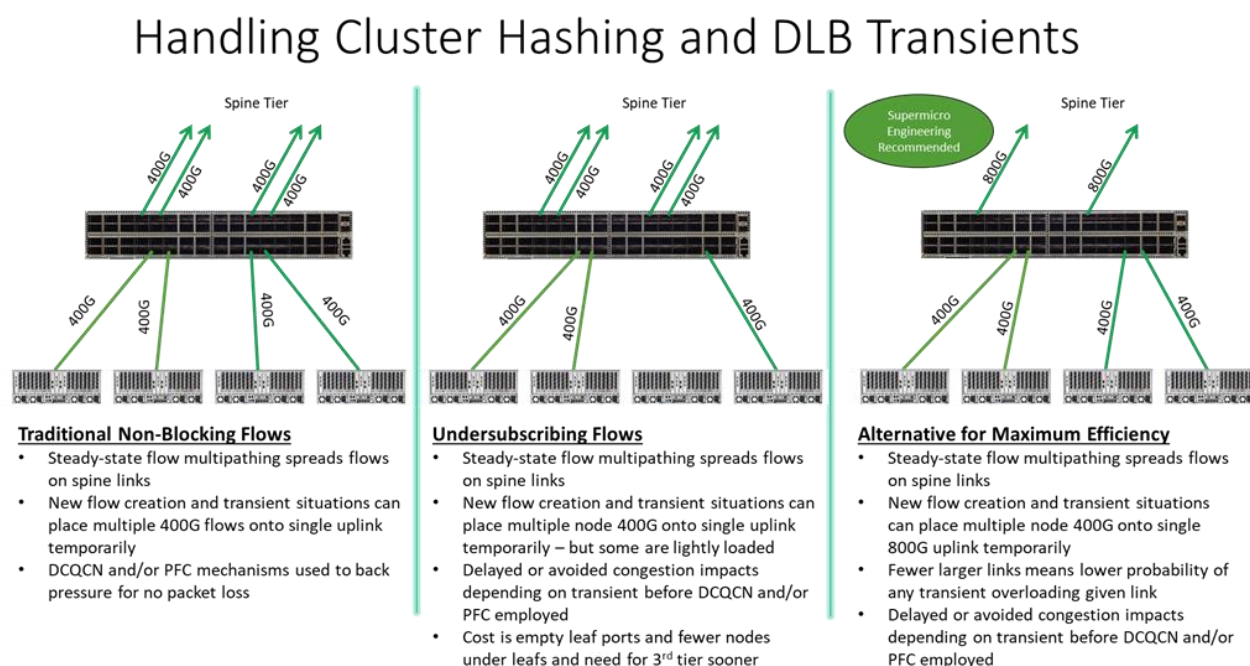 Handling Cluster Hashing and DLB Transients
Spine Tier
400G
400G
400G
400G
400G
400G
400G
400G
Traditional Non-Blocking Flows
• Steady-state flow multipathing spreads flows
on spine links
• New flow creation and transient situations can
place multiple 400G flows onto single uplink
temporarily
• DCQCN and/or PFC mechanisms used to back
pressure for no packet loss
Spine Tier
400G
400G
400G
400G
400G
400G
400G
Undersubscribing Flows
• Steady-state flow multipathing spreads flows
on spine links
• New flow creation and transient situations can
place multiple node 400G onto single uplink
temporarily – but some are lightly loaded
• Delayed or avoided congestion impacts
depending on transient before DCQCN and/or
PFC employed
• Cost is empty leaf ports and fewer nodes
under leafs and need for 3rd tier sooner
Supermicro
Engineering
Recommended
Spine Tier
800G
800G
400G
400G
400G
400G
Alternative for Maximum Efficiency
• Steady-state flow multipathing spreads flows
on spine links
• New flow creation and transient situations
can place multiple node 400G onto single
800G uplink temporarily
• Fewer larger links means lower probability of
any transient overloading given link
• Delayed or avoided congestion impacts
depending on transient before DCQCN and/or
PFC employed